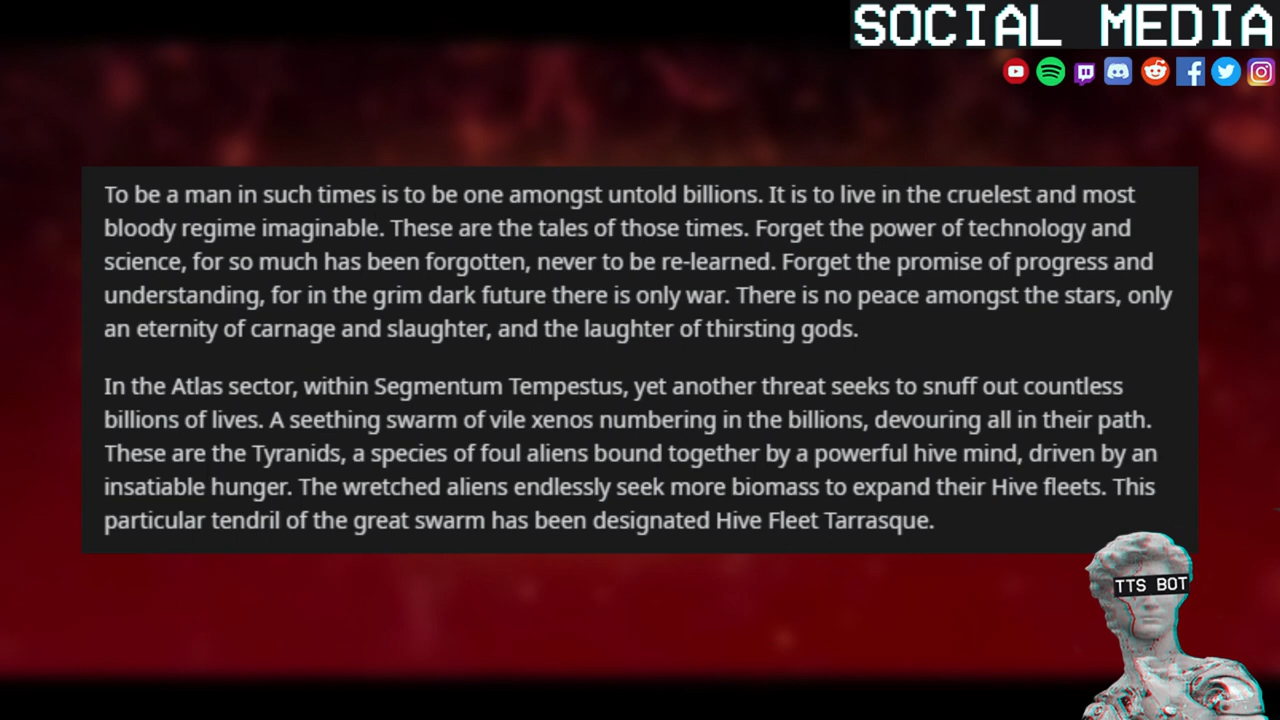 SOCIAL MEDIA
To be a man in such times is to be one amongst untold billions. It is to live in the cruelest and most
bloody regime imaginable. These are the tales of those times. Forget the power of technology and
science, for so much has been forgotten, never to be re-learned. Forget the promise of progress and
understanding, for in the grim dark future there is only war. There is no peace amongst the stars, only
an eternity of carnage and slaughter, and the laughter of thirsting gods.
In the Atlas sector, within Segmentum Tempestus, yet another threat seeks to snuff out countless
billions of lives. A seething swarm of vile xenos numbering in the billions, devouring all in their path.
These are the Tyranids, a species of foul aliens bound together by a powerful hive mind, driven by an
insatiable hunger. The wretched aliens endlessly seek more biomass to expand their Hive fleets. This
particular tendril of the great swarm has been designated Hive Fleet Tarrasque.
TTS BOT